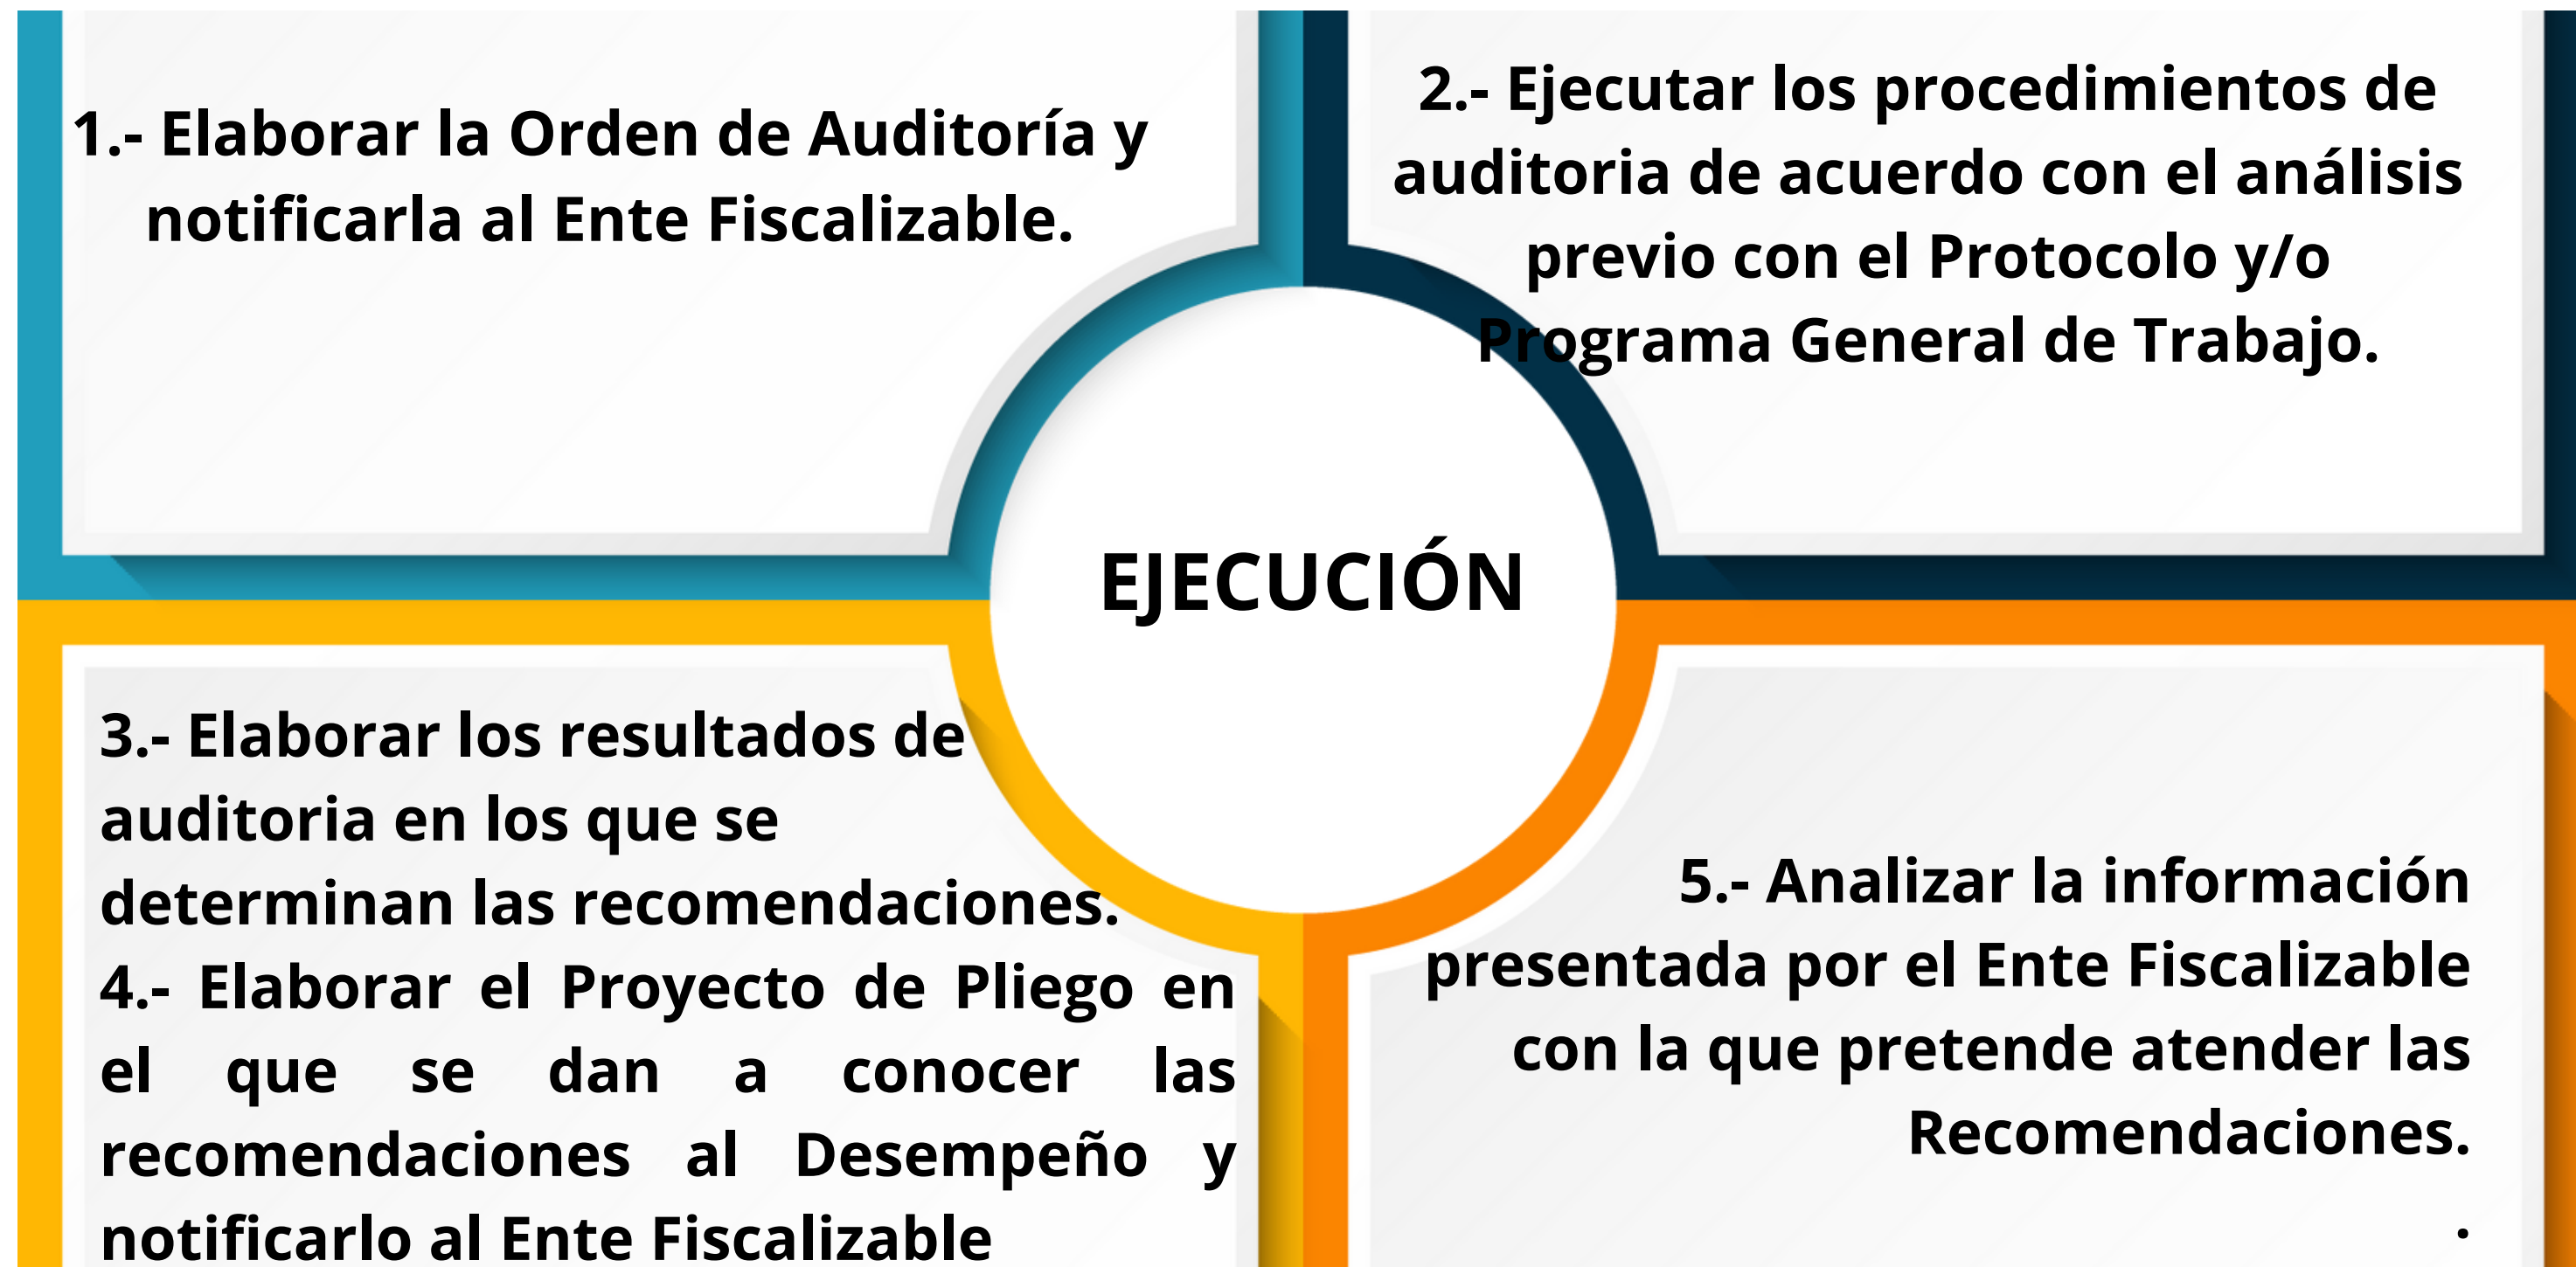 1.- Elaborar la Orden de Auditoría y
notificarla al Ente Fiscalizable.
2.- Ejecutar los procedimientos de
auditoria de acuerdo con el análisis
previo con el Protocolo y/o
Programa General de Trabajo.
EJECUCIÓN
3.- Elaborar los resultados de
auditoria en los que se
determinan las recomendaciones.
4.- Elaborar el Proyecto de Pliego en
el que se dan a conocer las
recomendaciones al Desempeño y
notificarlo al Ente Fiscalizable
5.- Analizar la información
presentada por el Ente Fiscalizable
con la que pretende atender las
Recomendaciones.
.